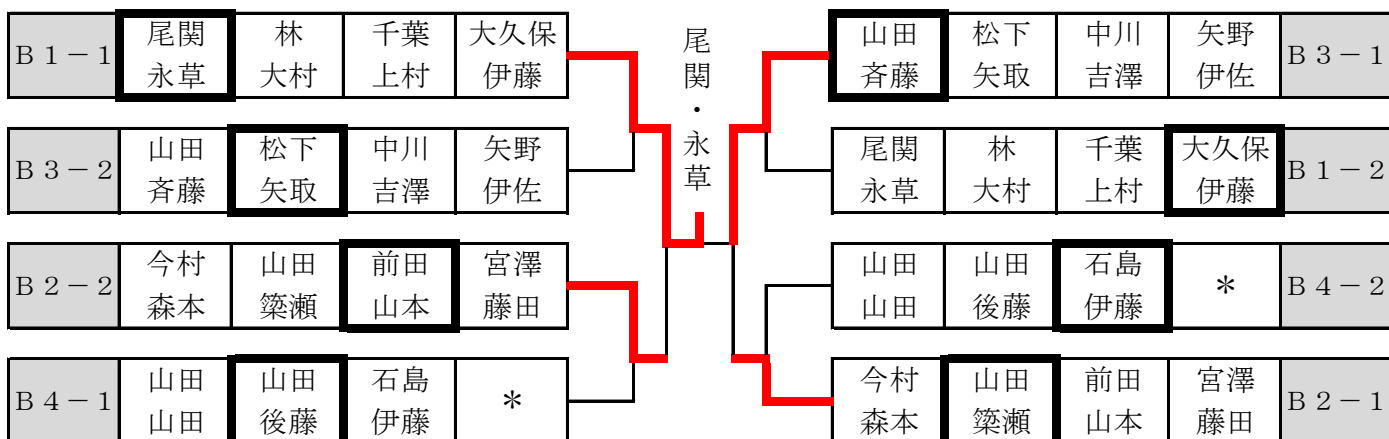 B1-1 尾関 林 千葉 大久保
永草 大村 上村 伊藤
B3-2 山田 松下 中川 矢野
斉藤 矢取 吉澤 伊佐
B2-2 今村 山田 前田 宮澤
森本 簗瀬 山本 藤田
B4-1 山田 山田 石島 *
山田 後藤 伊藤
尾関・永草
山田 松下 中川 矢野 B3-1
斉藤 矢取 吉澤 伊佐
尾関 林 千葉 大久保 B1-2
永草 大村 上村 伊藤
山田 山田 石島 * B4-2
山田 後藤 伊藤
今村 山田 前田 宮澤 B2-1
森本 簗瀬 山本 藤田